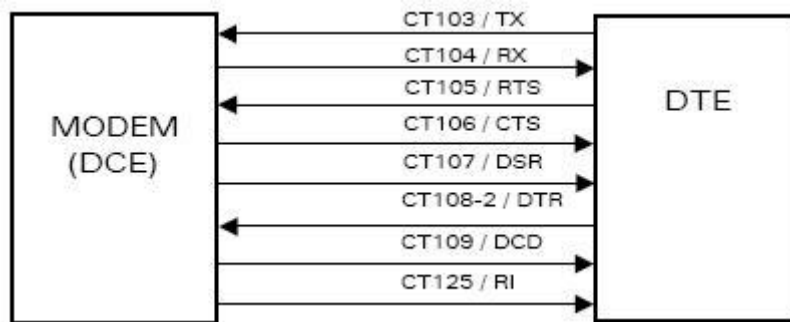 CT103 / TX
CT104 / RX
CT105 / RTS
CT106 / CTS
CT107 / DSR
CT108-2 / DTR
CT109 / DCD
CT125 / RI
MODEM
(DCE)
DTE